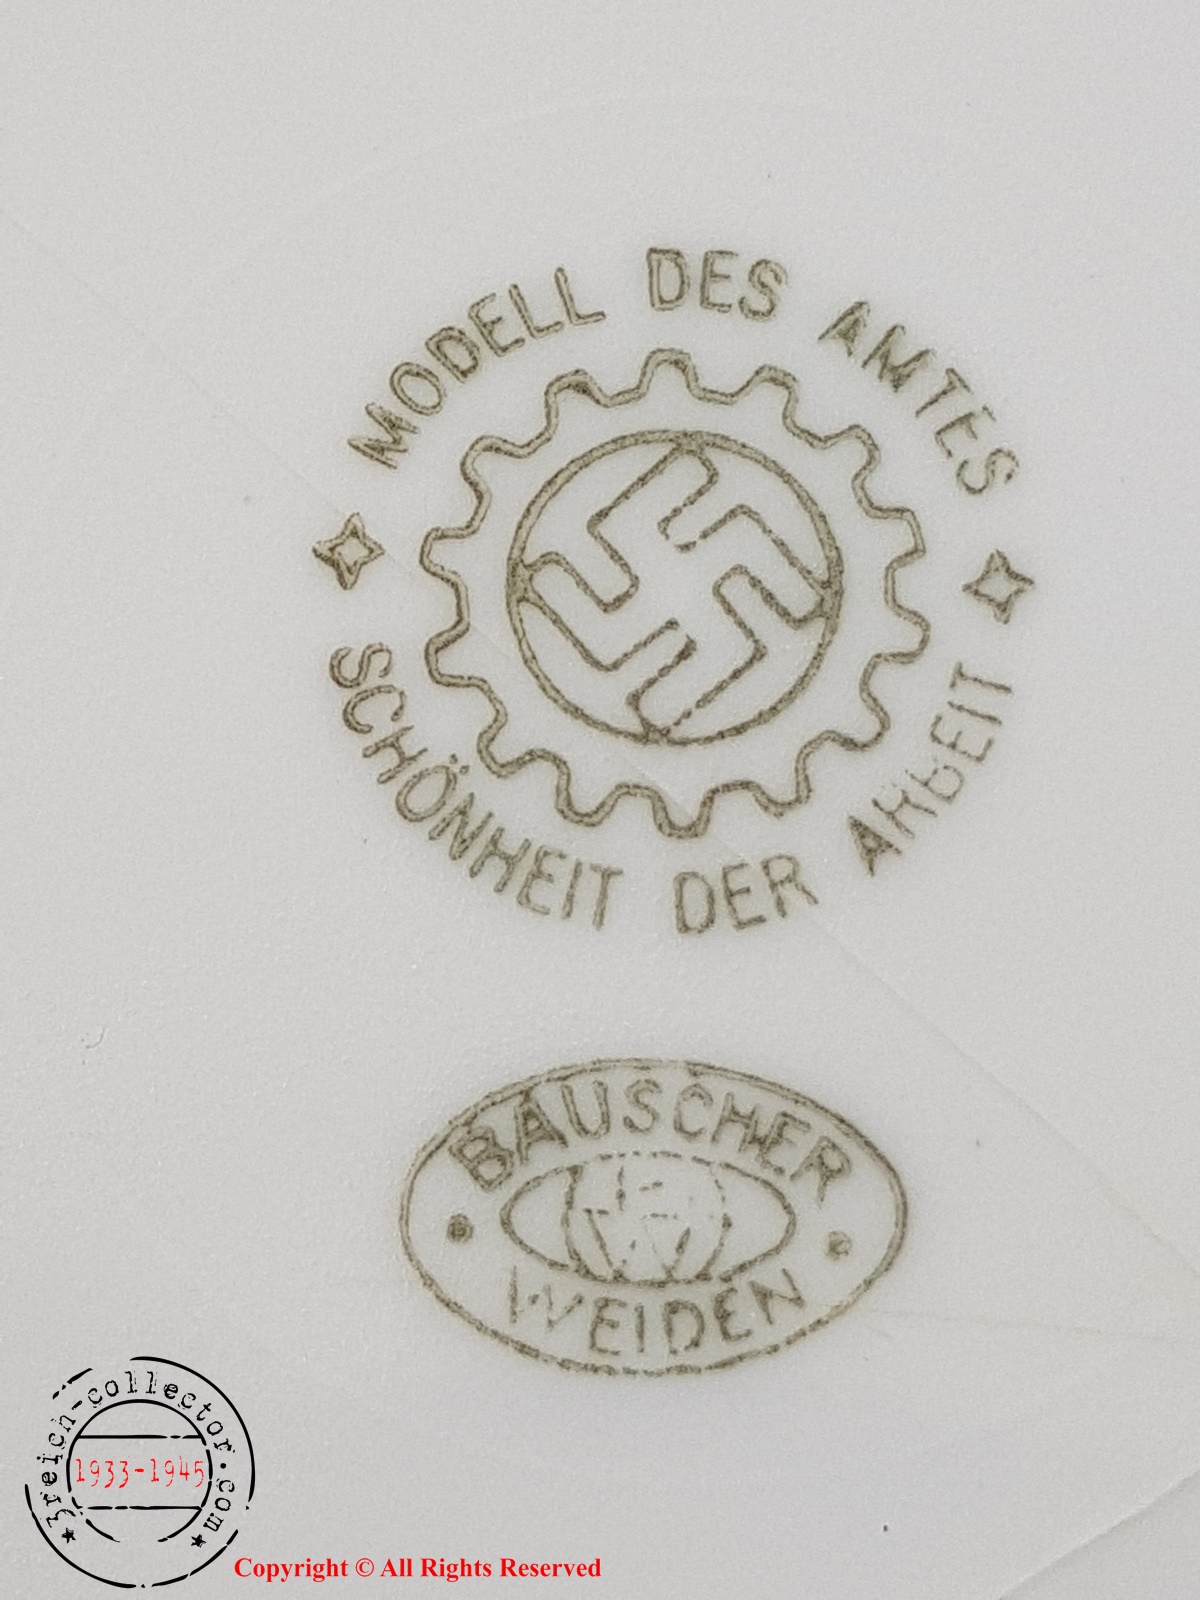 MODELL DES AMTES
SCHÖNHEIT DER ARBEIT
BAUSCHER
WEIDEN
3reich-collector.com
1933-1945
Copyright © All Rights Reserved